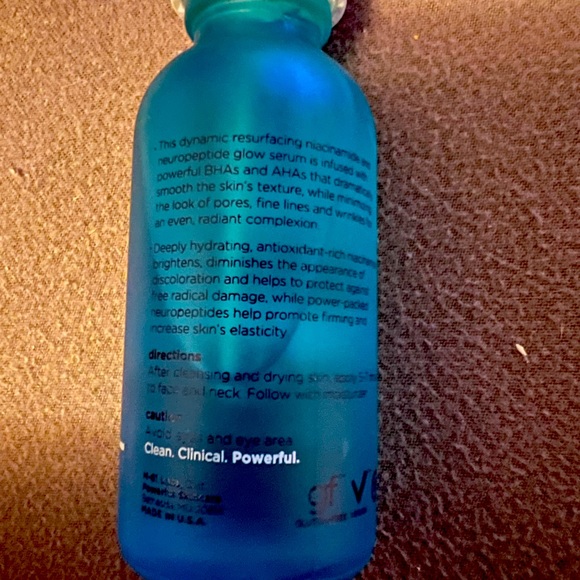 This dynamic resurfacing niacinamide and
neuropeptide glow serum is infused with
powerful BHAs and AHAs that dramatically
smooth the skin's texture, while minimizing
the look of pores, fine lines and wrinkles for
an even, radiant complexion.
Deeply hydrating, antioxidant-rich niacinamide
brightens, diminishes the appearance of
discoloration and helps to protect against
free radical damage, while power-packed
neuropeptides help promote firming and
increase skin's elasticity.
directions
After cleansing and drying skin, apply
to face and neck. Follow with moisturizer.
caution
Avoid and eye area
Clean. Clinical. Powerful.
Powerful Skincare
MADE IN U.S.A.
gf V